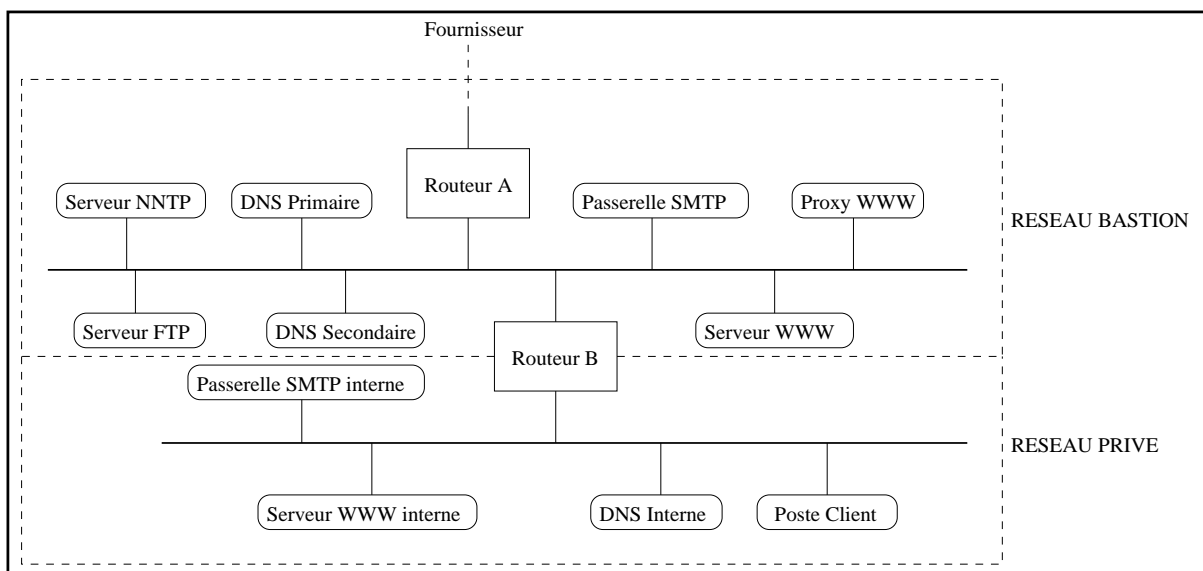 Fournisseur
Routeur A
Serveur NNTP
DNS Primaire
Passerelle SMTP
Proxy WWW
RESEAU BASTION
Serveur FTP
DNS Secondaire
Serveur WWW
Routeur B
Passerelle SMTP interne
RESEAU PRIVE
Serveur WWW interne
DNS Interne
Poste Client